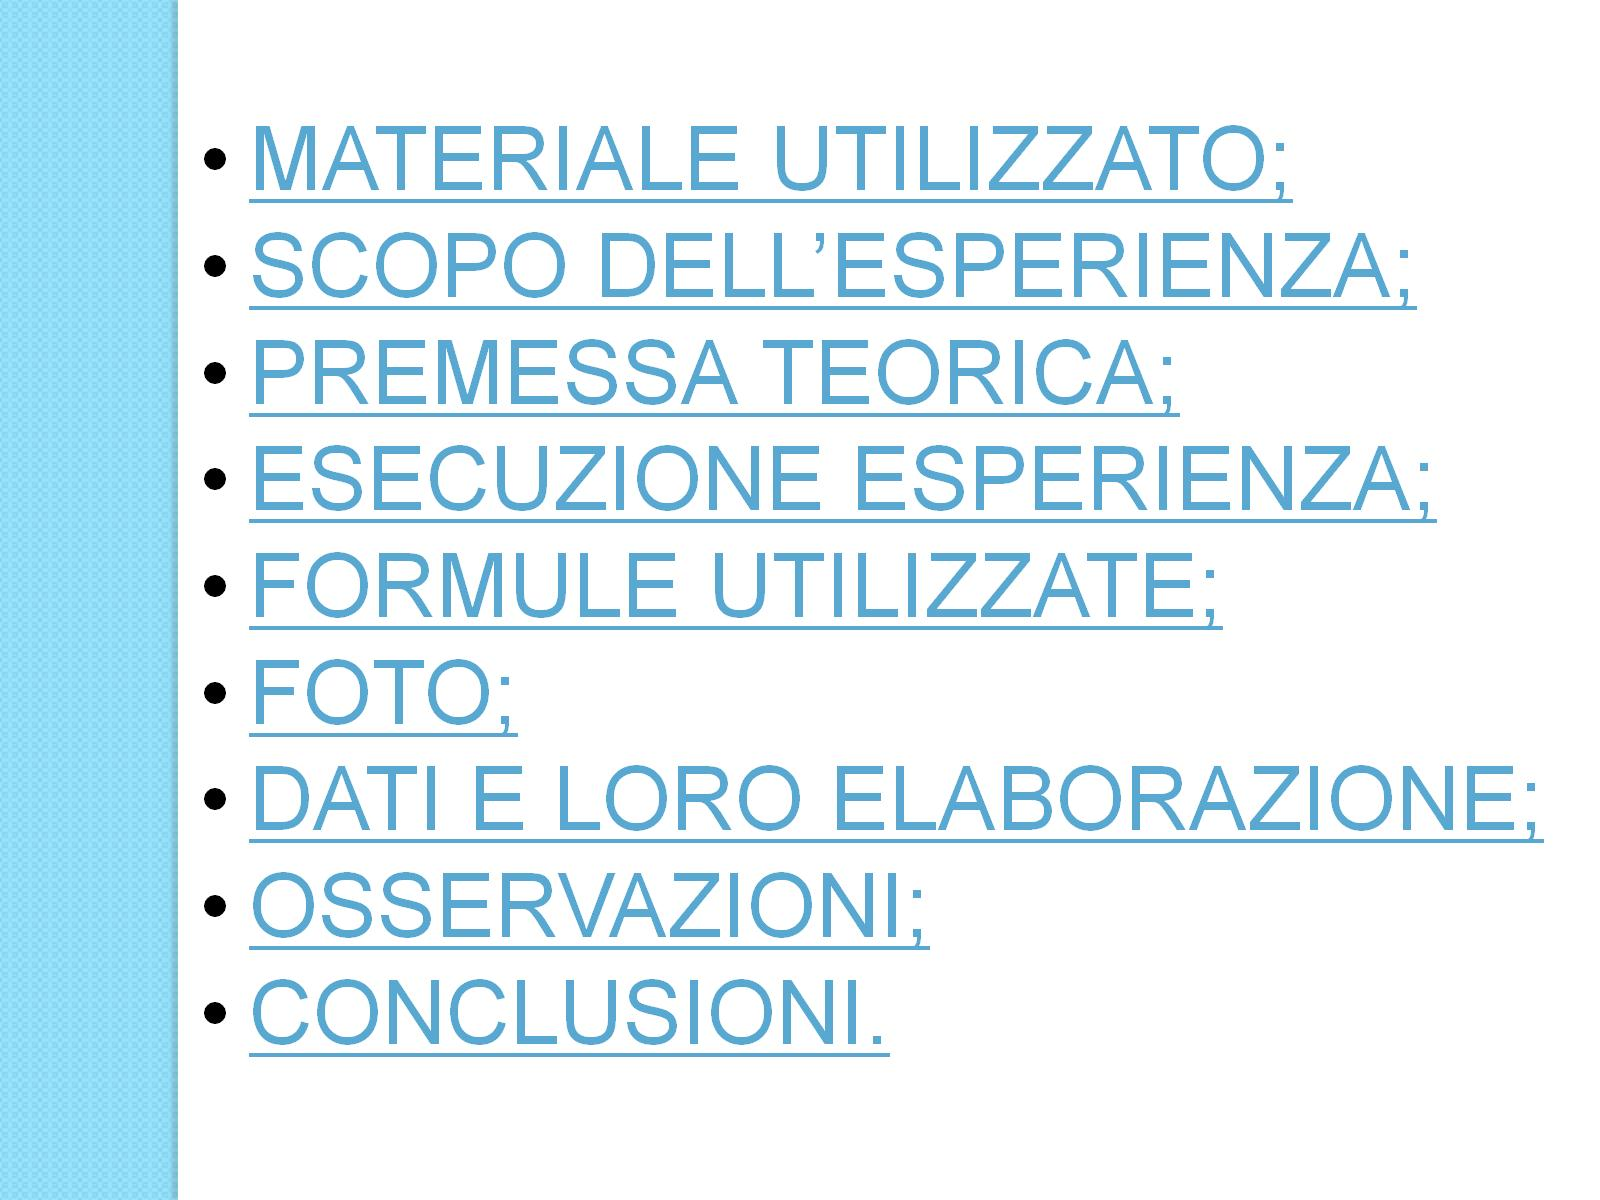 • MATERIALE UTILIZZATO;
• SCOPO DELL’ESPERIENZA;
• PREMESSA TEORICA;
• ESECUZIONE ESPERIENZA;
• FORMULE UTILIZZATE;
• FOTO;
• DATI E LORO ELABORAZIONE;
• OSSERVAZIONI;
• CONCLUSIONI.